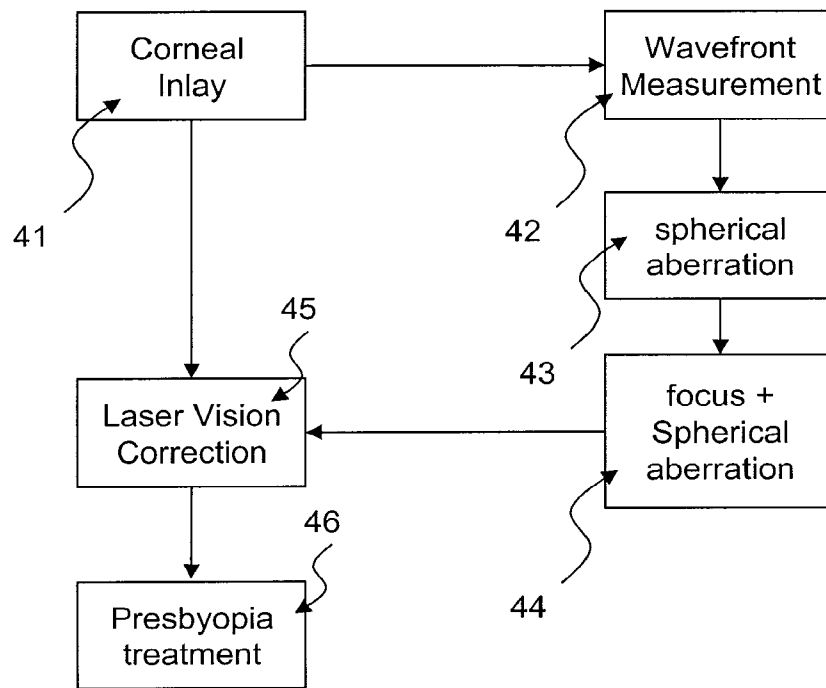 Corneal
Inlay
Wavefront
Measurement
41
42
spherical
aberration
43
45
Laser Vision
Correction
focus +
Spherical
aberration
44
46
Presbyopia
treatment